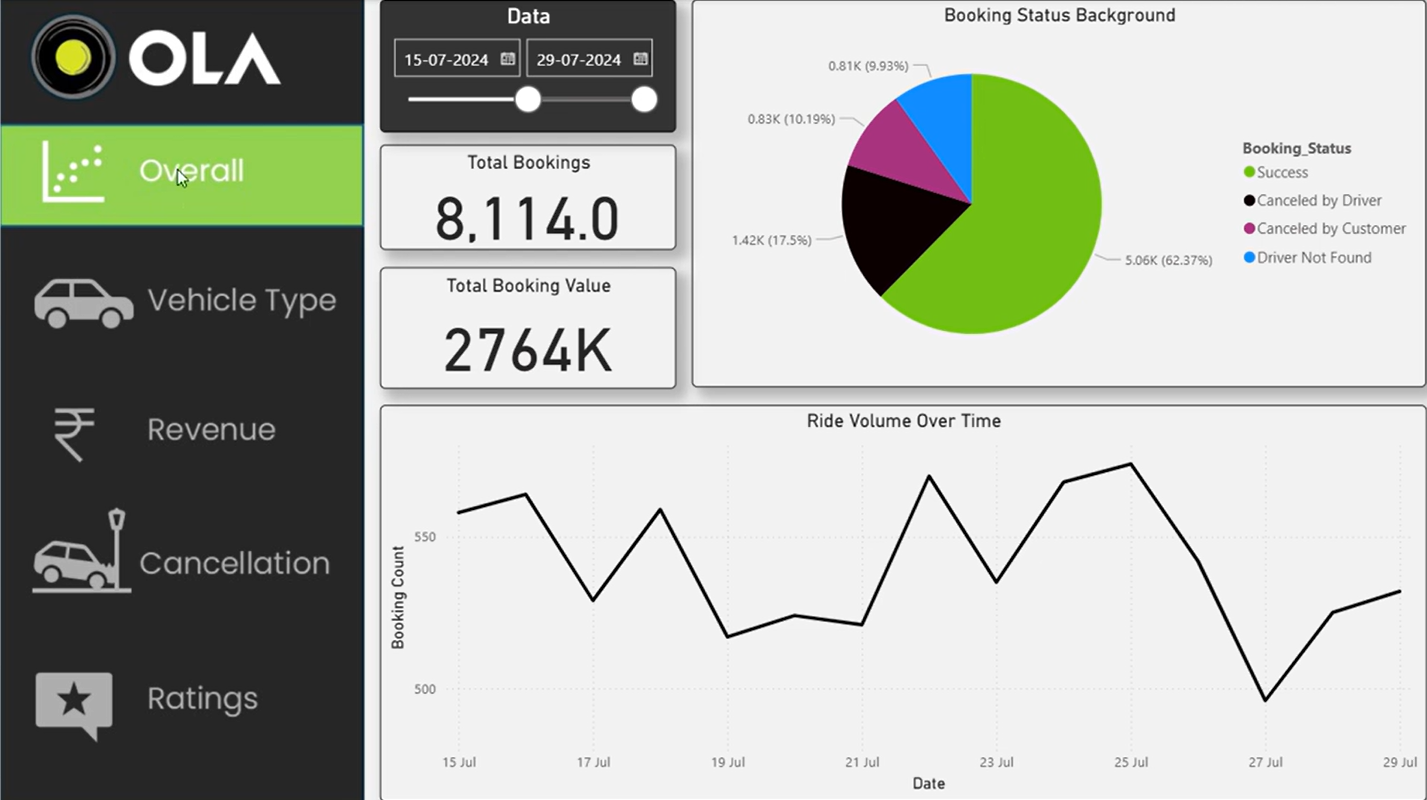 OLA
Overall
Vehicle Type
Revenue
Cancellation
Ratings
Data
15-07-2024 29-07-2024
Total Bookings
8,114.0
Total Booking Value
2764K
Booking Status Background
0.81K (9.93%)
0.83K (10.19%)
1.42K (17.5%)
5.06K (62.37%)
Booking_Status
Success
Canceled by Driver
Canceled by Customer
Driver Not Found
Ride Volume Over Time
Booking Count
550
500
15 Jul 17 Jul 19 Jul 21 Jul 23 Jul 25 Jul 27 Jul 29 Jul
Date